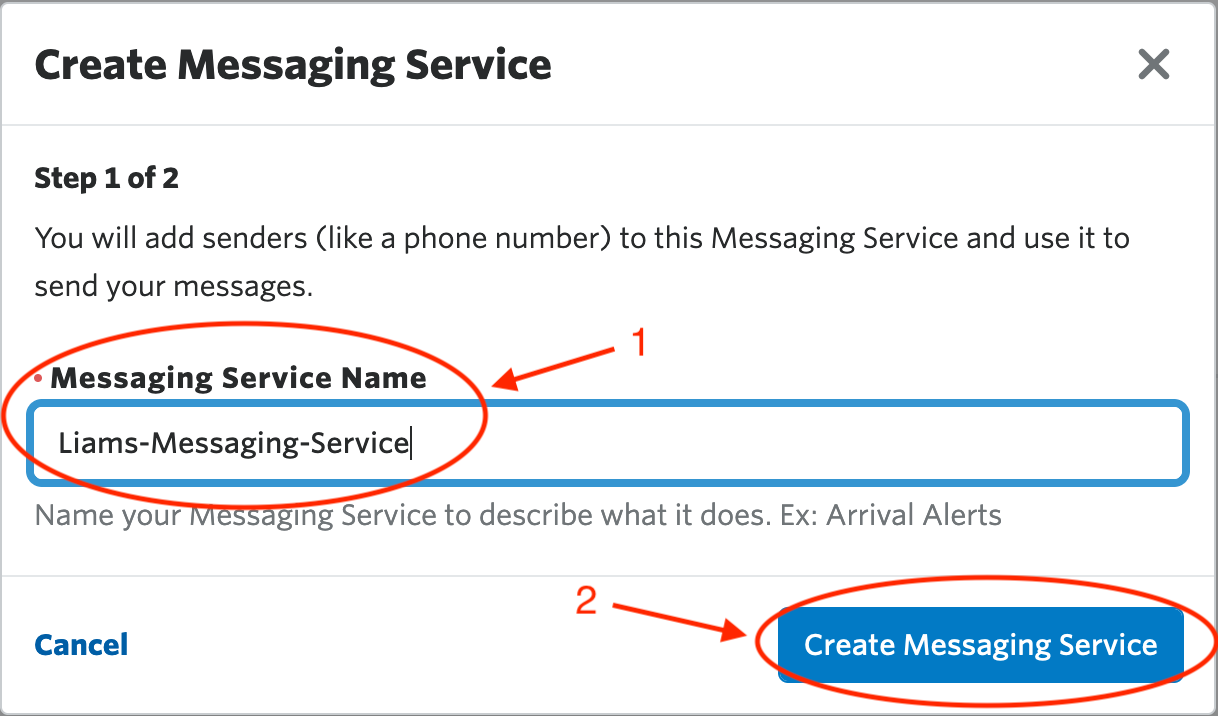 Create Messaging Service
Step 1 of 2
You will add senders (like a phone number) to this Messaging Service and use it to
send your messages.
1
• Messaging Service Name
Liams-Messaging-Service
Name your Messaging Service to describe what it does. Ex: Arrival Alerts
2
Cancel
Create Messaging Service